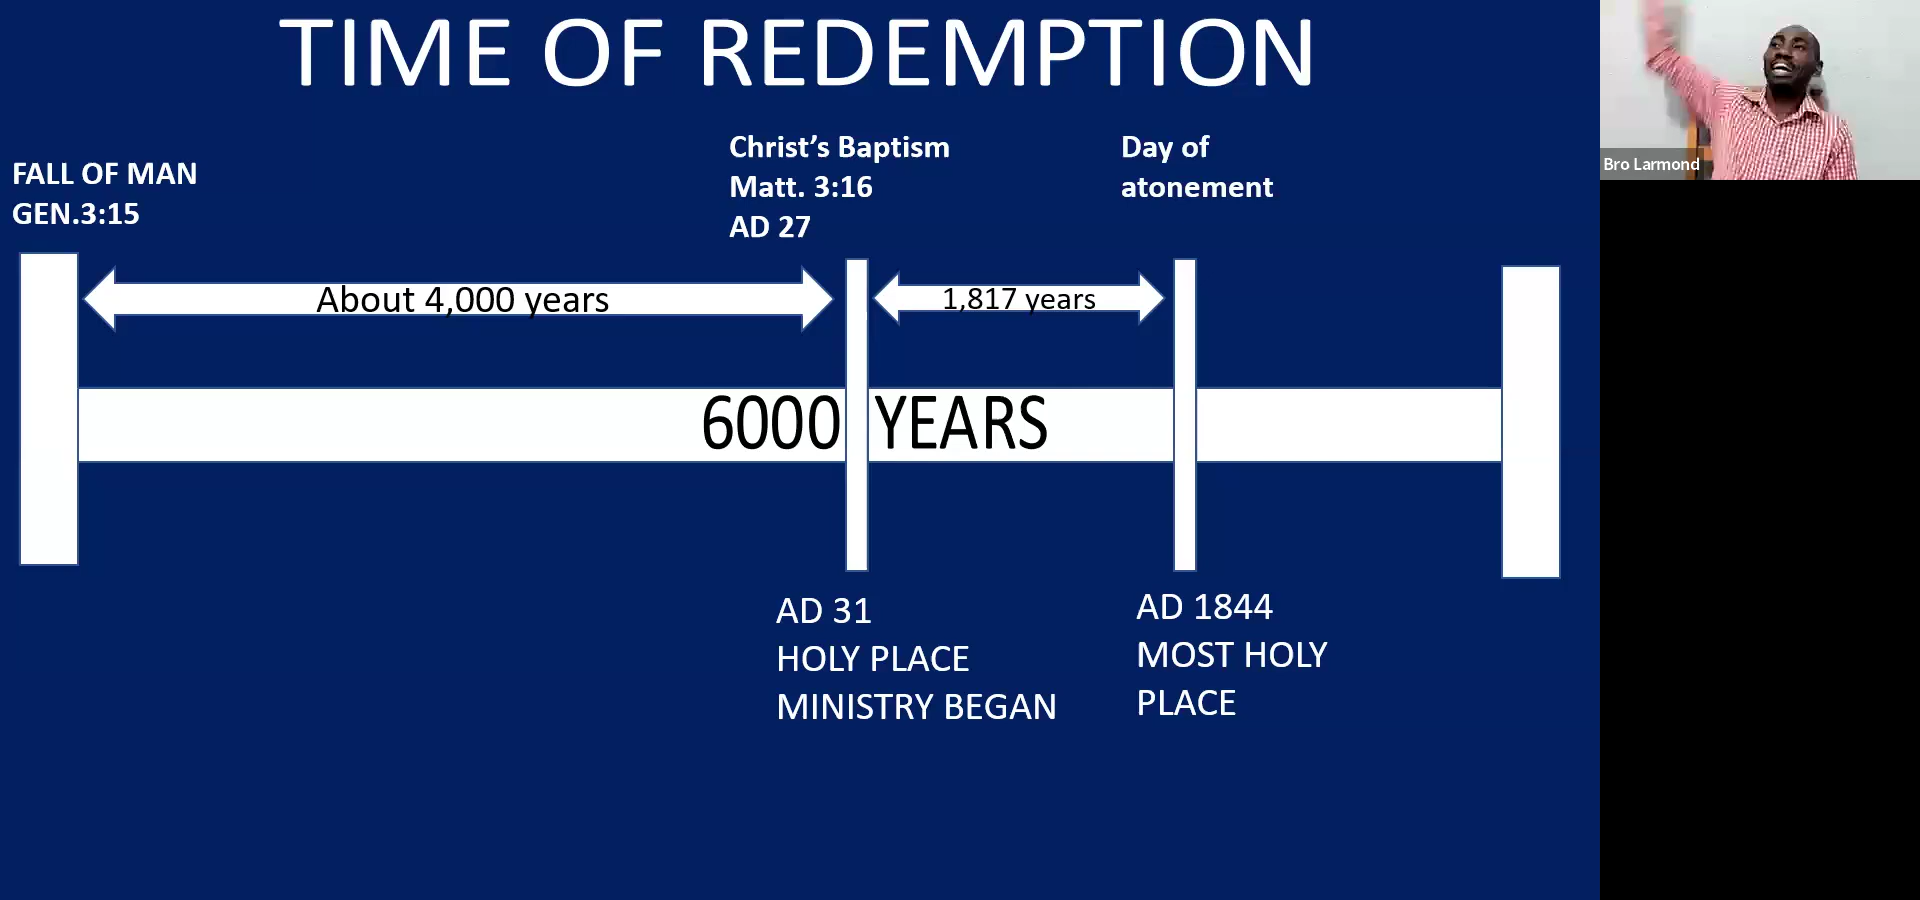 TIME OF REDEMPTION
FALL OF MAN
GEN.3:15
Christ’s Baptism
Matt. 3:16
AD 27
Day of
atonement
About 4,000 years
1,817 years
6000 YEARS
AD 31
HOLY PLACE
MINISTRY BEGAN
AD 1844
MOST HOLY
PLACE
Bro Larmond